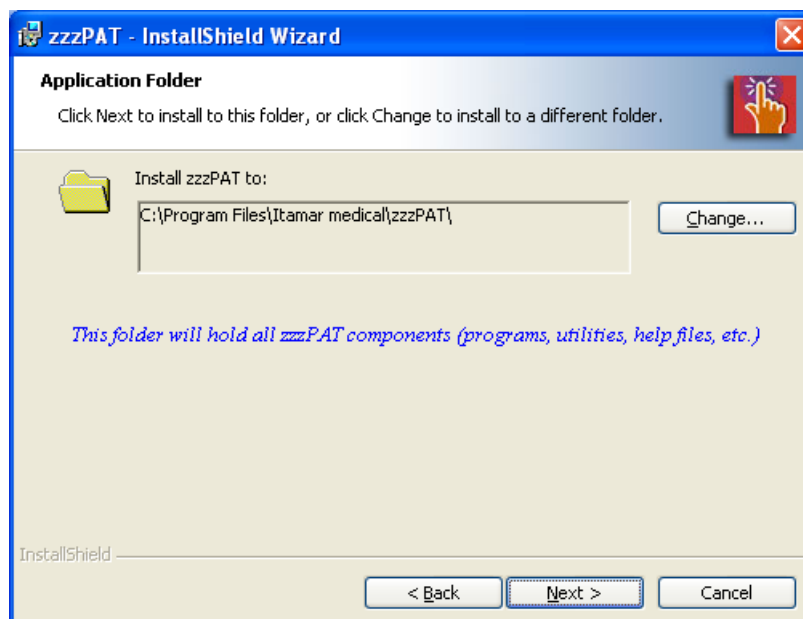 zzzPAT - InstallShield Wizard
Application Folder
Click Next to install to this folder, or click Change to install to a different folder.
Install zzzPAT to:
C:\Program Files\Itamar medical\zzzPAT\
Change...
This folder will hold all zzzPAT components (programs, utilities, help files, etc.)
InstallShield
< Back
Next >
Cancel